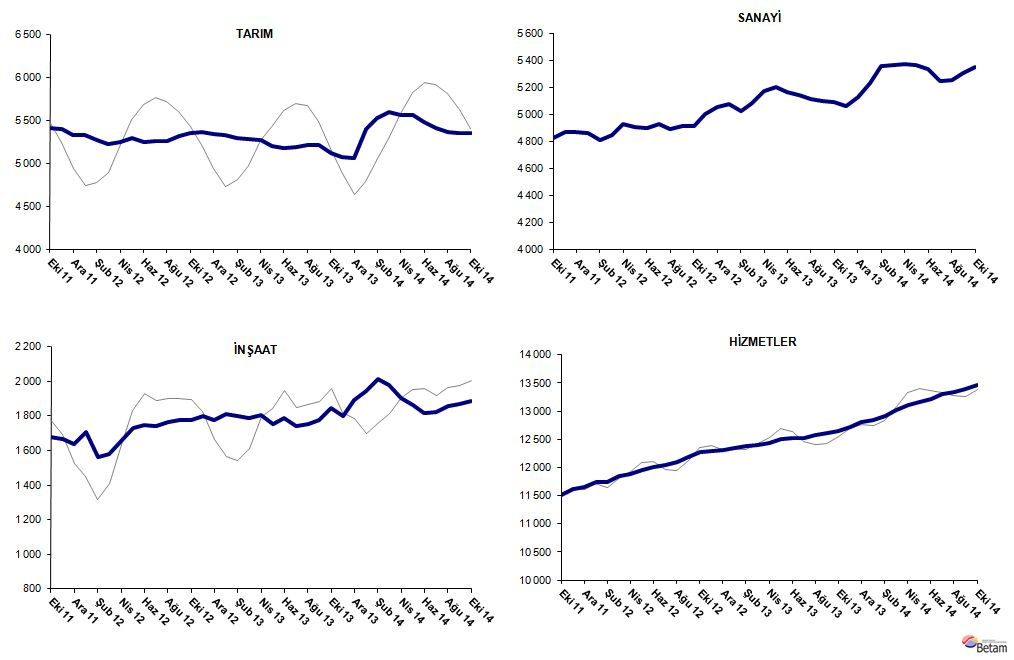 TARIM
6 500
6 000
5 500
5 000
4 500
4 000
Eki 11
Ara 11
Şub 12
Nis 12
Haz 12
Ağu 12
Eki 12
Ara 12
Şub 13
Nis 13
Haz 13
Ağu 13
Eki 13
Ara 13
Şub 14
Nis 14
Haz 14
Ağu 14
Eki 14
SANAYİ
5 600
5 400
5 200
5 000
4 800
4 600
4 400
4 200
4 000
Eki 11
Ara 11
Şub 12
Nis 12
Haz 12
Ağu 12
Eki 12
Ara 12
Şub 13
Nis 13
Haz 13
Ağu 13
Eki 13
Ara 13
Şub 14
Nis 14
Haz 14
Ağu 14
Eki 14
İNŞAAT
2 200
2 000
1 800
1 600
1 400
1 200
1 000
800
Eki 11
Ara 11
Şub 12
Nis 12
Haz 12
Ağu 12
Eki 12
Ara 12
Şub 13
Nis 13
Haz 13
Ağu 13
Eki 13
Ara 13
Şub 14
Nis 14
Haz 14
Ağu 14
Eki 14
HİZMETLER
14 000
13 500
13 000
12 500
12 000
11 500
11 000
10 500
10 000
Eki 11
Ara 11
Şub 12
Nis 12
Haz 12
Ağu 12
Eki 12
Ara 12
Şub 13
Nis 13
Haz 13
Ağu 13
Eki 13
Ara 13
Şub 14
Nis 14
Haz 14
Ağu 14
Eki 14
Betam